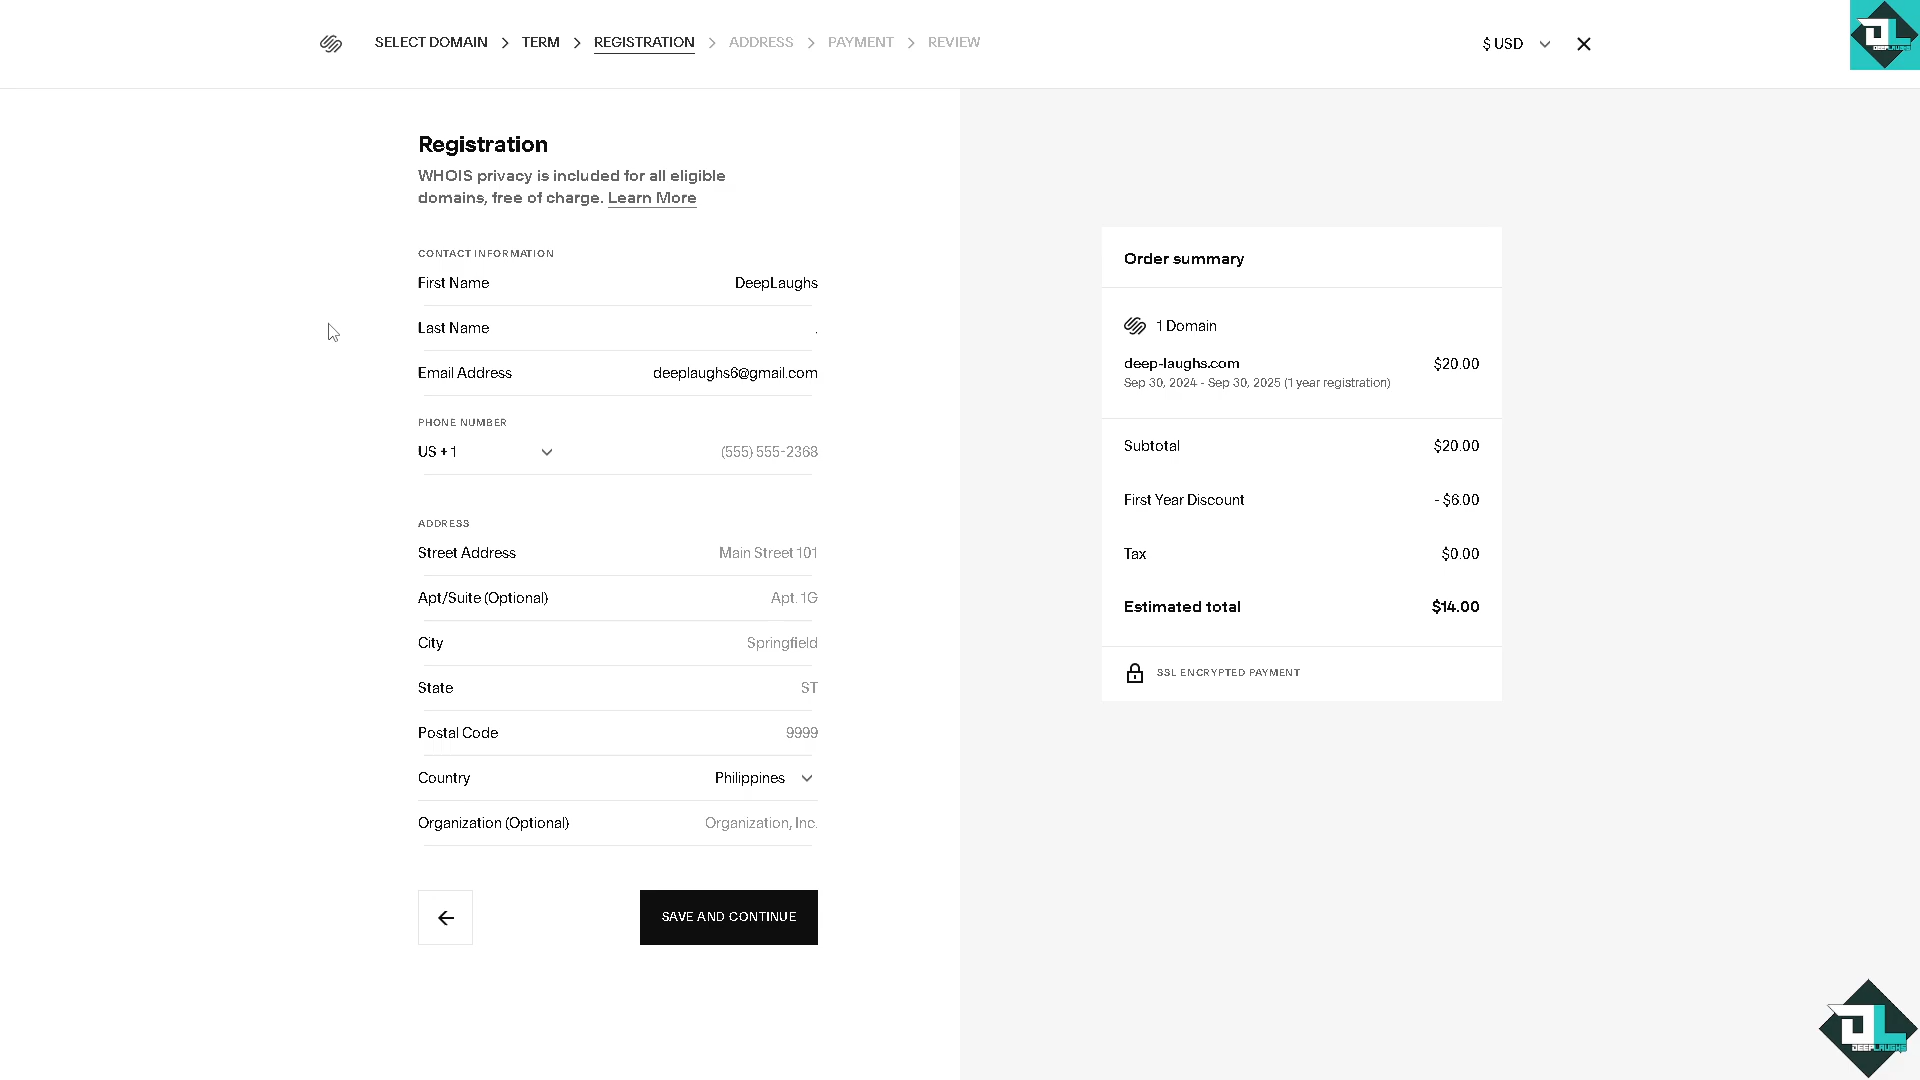 SELECT DOMAIN > TERM > REGISTRATION > ADDRESS > PAYMENT > REVIEW
$ USD
DL
DEEPLAUGHS
Registration
WHOIS privacy is included for all eligible
domains, free of charge. Learn More
CONTACT INFORMATION
First Name DeepLaughs
Last Name .
Email Address deeplaughs6@gmail.com
PHONE NUMBER
US +1 (555) 555-2368
ADDRESS
Street Address Main Street 101
Apt/Suite (Optional) Apt. 1G
City Springfield
State ST
Postal Code 9999
Country Philippines
Organization (Optional) Organization, Inc.
SAVE AND CONTINUE
Order summary
1 Domain
deep-laughs.com $20.00
Sep 30, 2024 - Sep 30, 2025 (1 year registration)
Subtotal $20.00
First Year Discount - $6.00
Tax $0.00
Estimated total $14.00
SSL ENCRYPTED PAYMENT
DL
DEEPLAUGHS